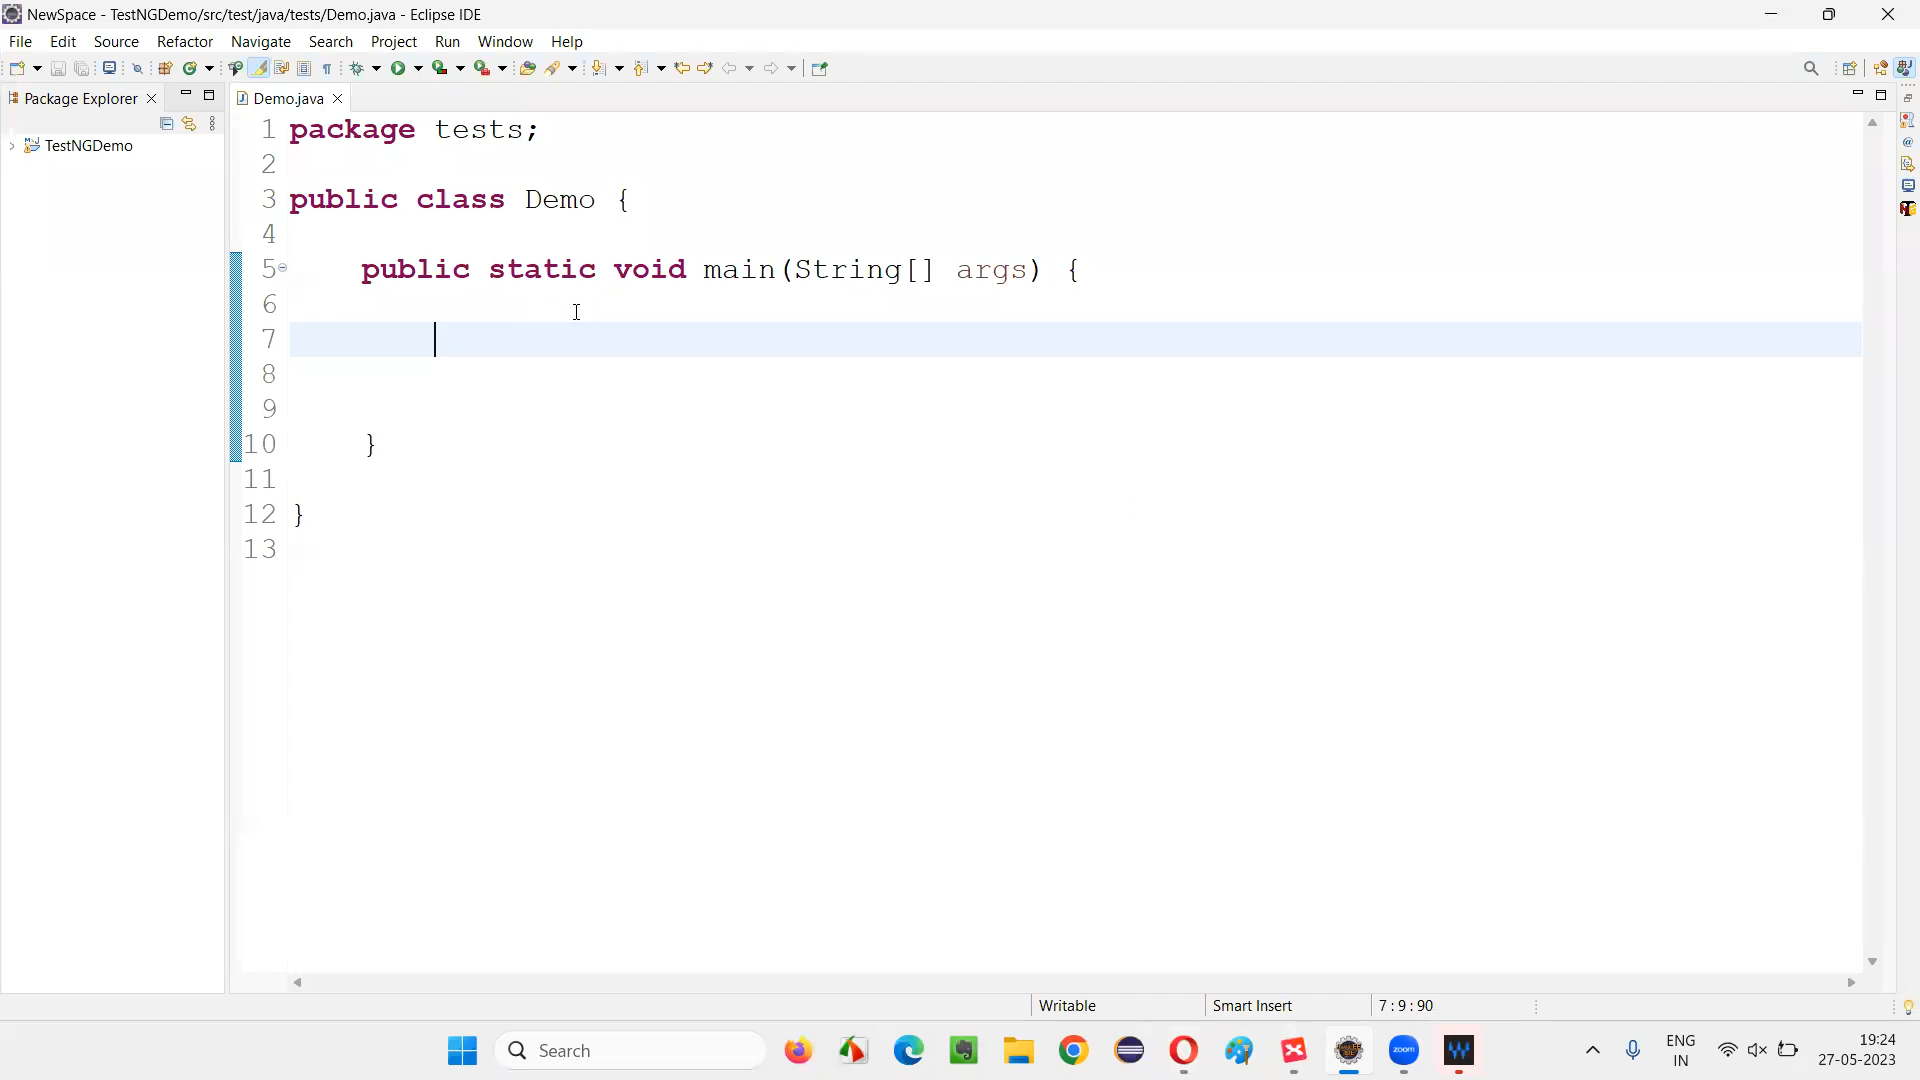 NewSpace - TestNGDemo/src/test/java/tests/Demo.java - Eclipse IDE
File Edit Source Refactor Navigate Search Project Run Window Help
Package Explorer
Demo.java
TestNGDemo
1 package tests;
2
3 public class Demo {
4
5 public static void main(String[] args) {
6
7
8
9
10 }
11
12 }
13
Writable Smart Insert 7 : 9 : 90
Search
zoom
ENG
IN
19:24
27-05-2023